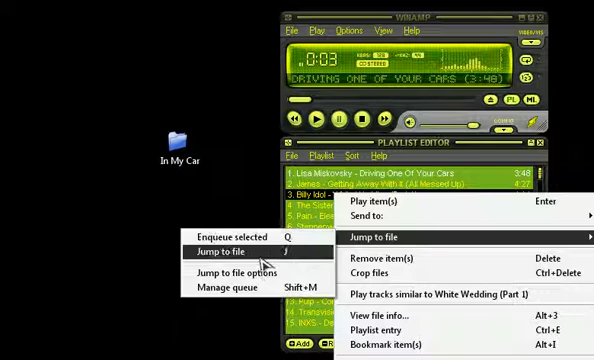 WINAMP
File Play Options View Help
0:03
CD STEREO
DRIVING ONE OF YOUR CARS (3:48)
PL ML
In My Car
PLAYLIST EDITOR
File Playlist Sort Help
1. Lisa Miskovsky - Driving One Of Your Cars 3:48
2. James - Getting Away With It (All Messed Up) 4:27
3. Billy Idol
4. The Sister
5. Pain - Ele
15. INXS - De
+Add
Play item(s) Enter
Send to:
Jump to file
Remove item(s) Delete
Crop files Ctrl+Delete
Play tracks similar to White Wedding (Part 1)
View file info... Alt+3
Playlist entry Ctrl+E
Bookmark item(s) Alt+I
Enqueue selected Q
Jump to file J
Jump to file options
Manage queue Shift+M